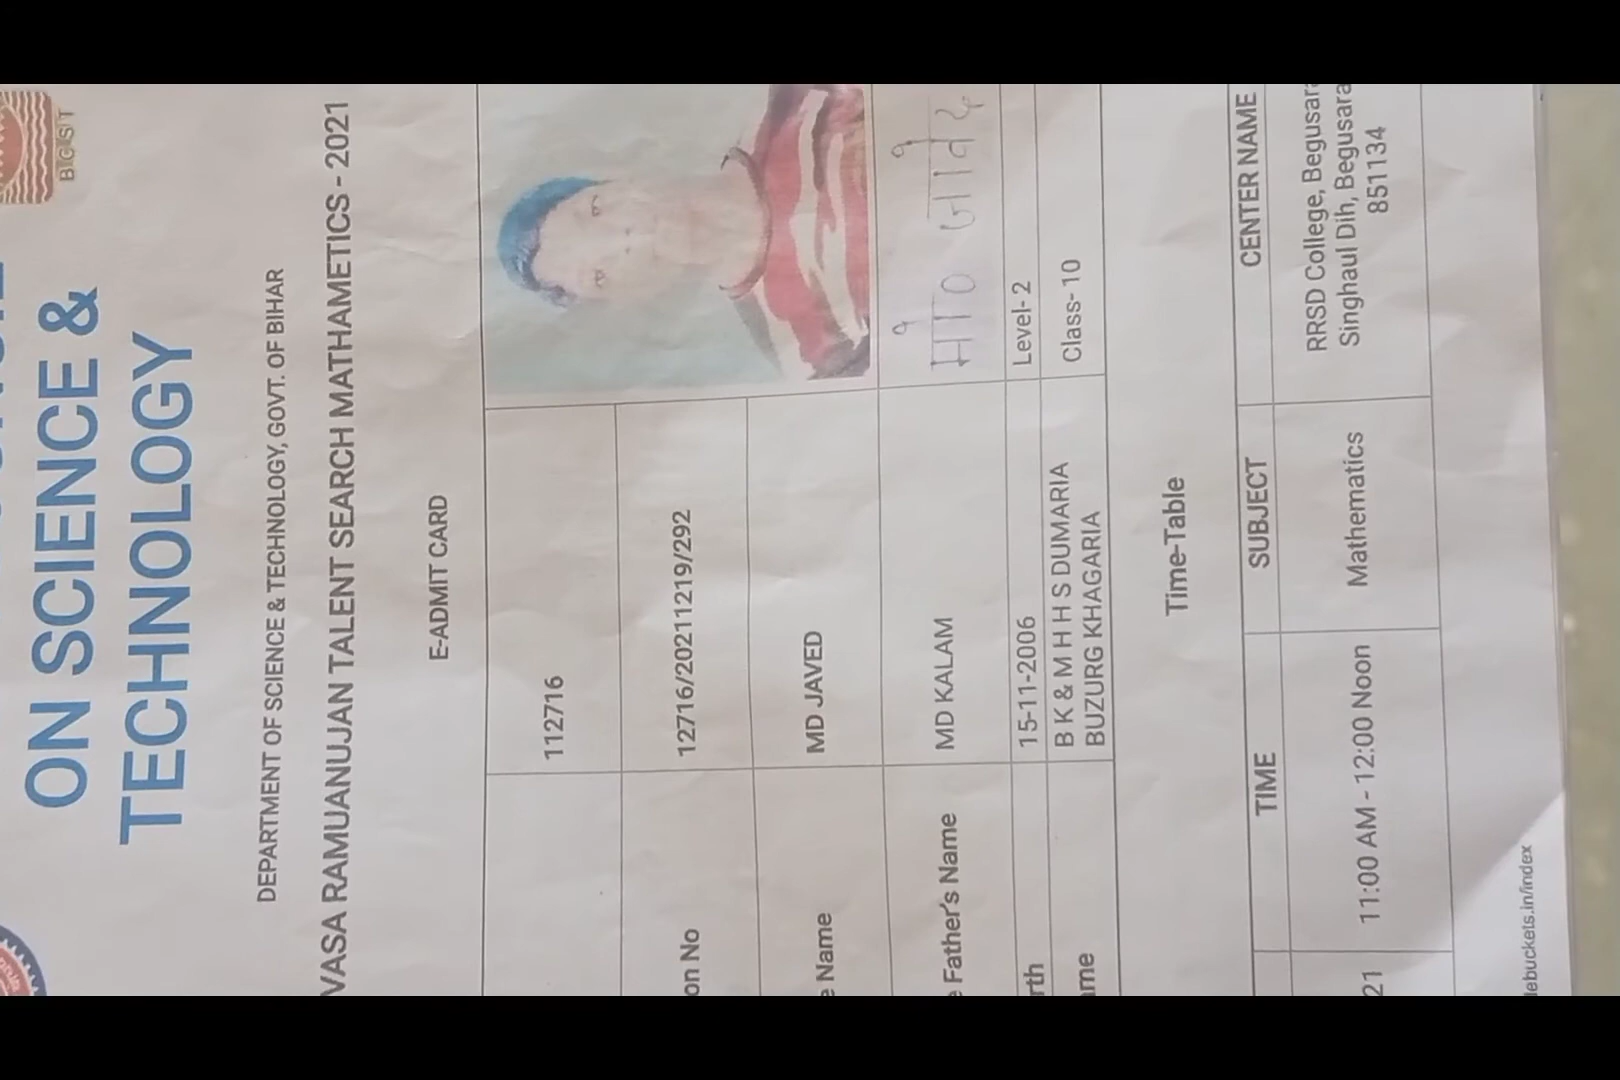 BCST
ON SCIENCE &
TECHNOLOGY
DEPARTMENT OF SCIENCE & TECHNOLOGY, GOVT. OF BIHAR
VASA RAMUANUJAN TALENT SEARCH MATHAMETICS - 2021
E-ADMIT CARD
112716
on No 12716/20211219/292
e Name MD JAVED
e Father's Name MD KALAM
मो० जावेद
rth 15-11-2006 Level- 2
ame B K & M H H S DUMARIA BUZURG KHAGARIA Class- 10
Time-Table
TIME SUBJECT CENTER NAME
21 11:00 AM - 12:00 Noon Mathematics RRSD College, Begusara
Singhaul Dih, Begusara
851134
lebuckets.in/index